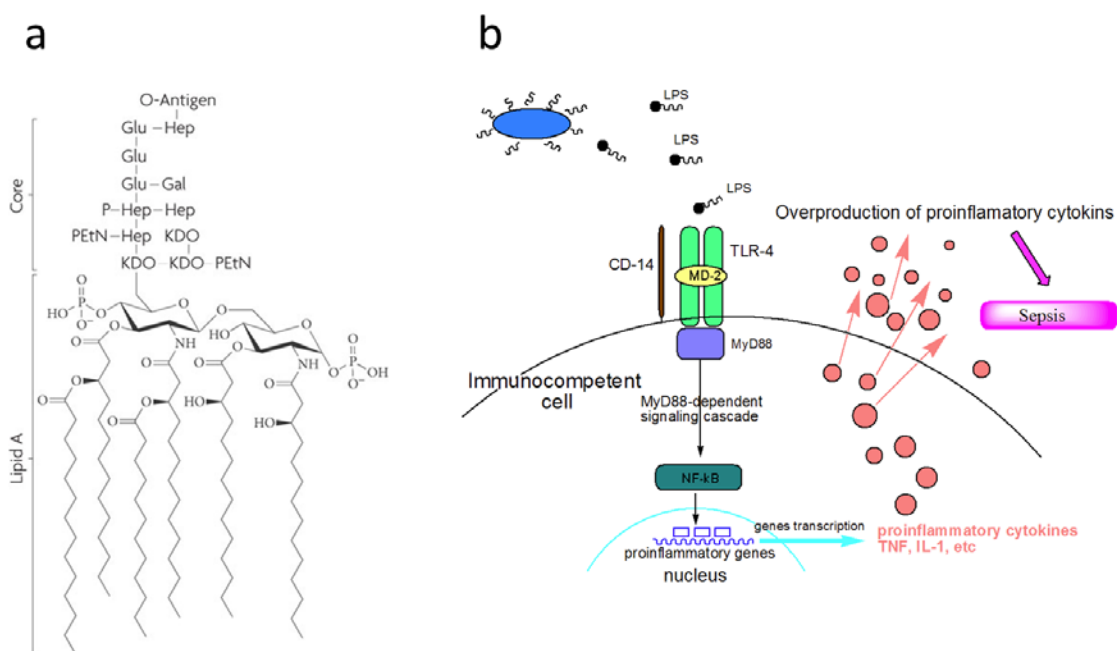 a
O-Antigen
Glu–Hep
Glu
Glu–Gal
P–Hep–Hep
PEtN–Hep KDO
KDO–KDO–PEtN
Core
Lipid A
O
HO P O
O⁻
O
O
O
HO
O
O
NH
O
O
NH
O
O P OH
O⁻
O
O
O
O
O
O
HO
HO
b
LPS
LPS
LPS
CD-14
TLR-4
MD-2
MyD88
Immunocompetent
cell
MyD88-dependent
signaling cascade
NF-kB
proinflammatory genes
nucleus
genes transcription
Overproduction of proinflamatory cytokins
Sepsis
proinflammatory cytokines
TNF, IL-1, etc